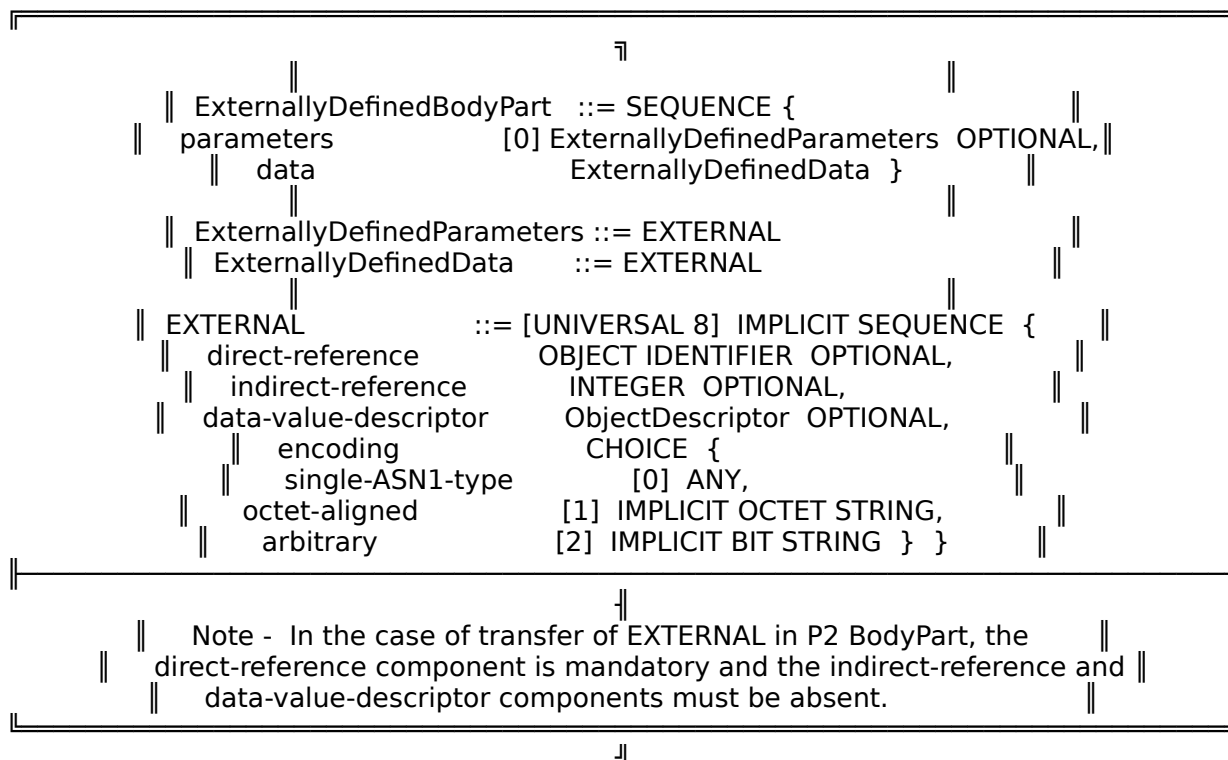 ExternallyDefinedBodyPart ::= SEQUENCE {
parameters [0] ExternallyDefinedParameters OPTIONAL,
data ExternallyDefinedData }
ExternallyDefinedParameters ::= EXTERNAL
ExternallyDefinedData ::= EXTERNAL
EXTERNAL ::= [UNIVERSAL 8] IMPLICIT SEQUENCE {
direct-reference OBJECT IDENTIFIER OPTIONAL,
indirect-reference INTEGER OPTIONAL,
data-value-descriptor ObjectDescriptor OPTIONAL,
encoding CHOICE {
single-ASN1-type [0] ANY,
octet-aligned [1] IMPLICIT OCTET STRING,
arbitrary [2] IMPLICIT BIT STRING } }
Note - In the case of transfer of EXTERNAL in P2 BodyPart, the
direct-reference component is mandatory and the indirect-reference and
data-value-descriptor components must be absent.